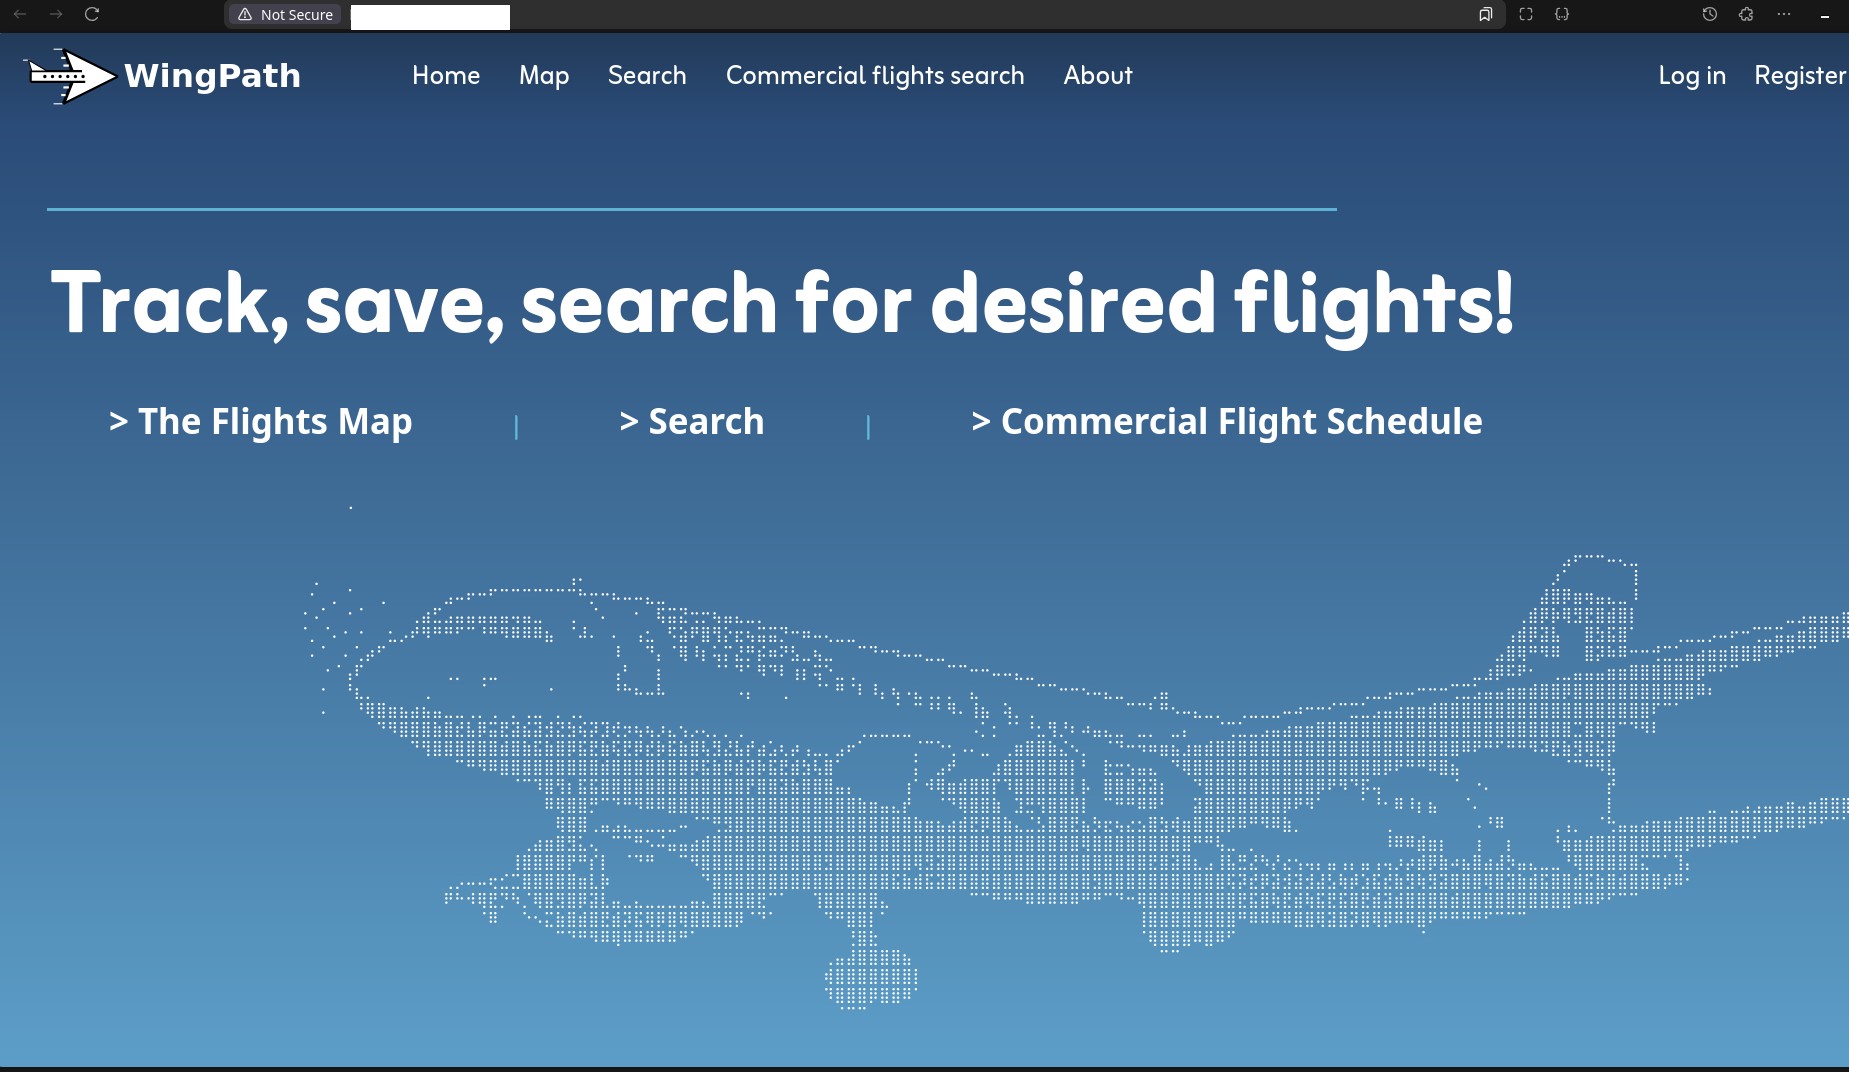 Not Secure
WingPath
Home Map Search Commercial flights search About
Log in Register
Track, save, search for desired flights!
> The Flights Map | > Search | > Commercial Flight Schedule